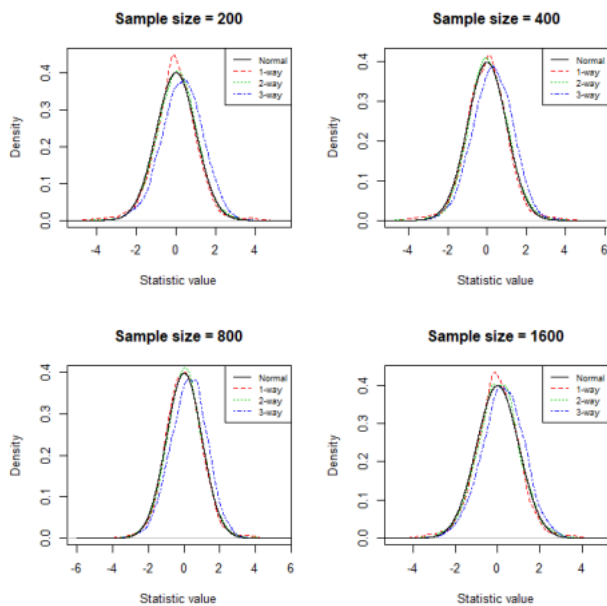 Sample size = 200
Sample size = 400
Density
0.0 0.1 0.2 0.3 0.4
-4 -2 0 2 4
Statistic value
Normal
1-way
2-way
3-way
Density
0.0 0.1 0.2 0.3 0.4
-4 -2 0 2 4 6
Statistic value
Normal
1-way
2-way
3-way
Sample size = 800
Sample size = 1600
Density
0.0 0.1 0.2 0.3 0.4
-6 -4 -2 0 2 4 6
Statistic value
Normal
1-way
2-way
3-way
Density
0.0 0.1 0.2 0.3 0.4
-4 -2 0 2 4
Statistic value
Normal
1-way
2-way
3-way